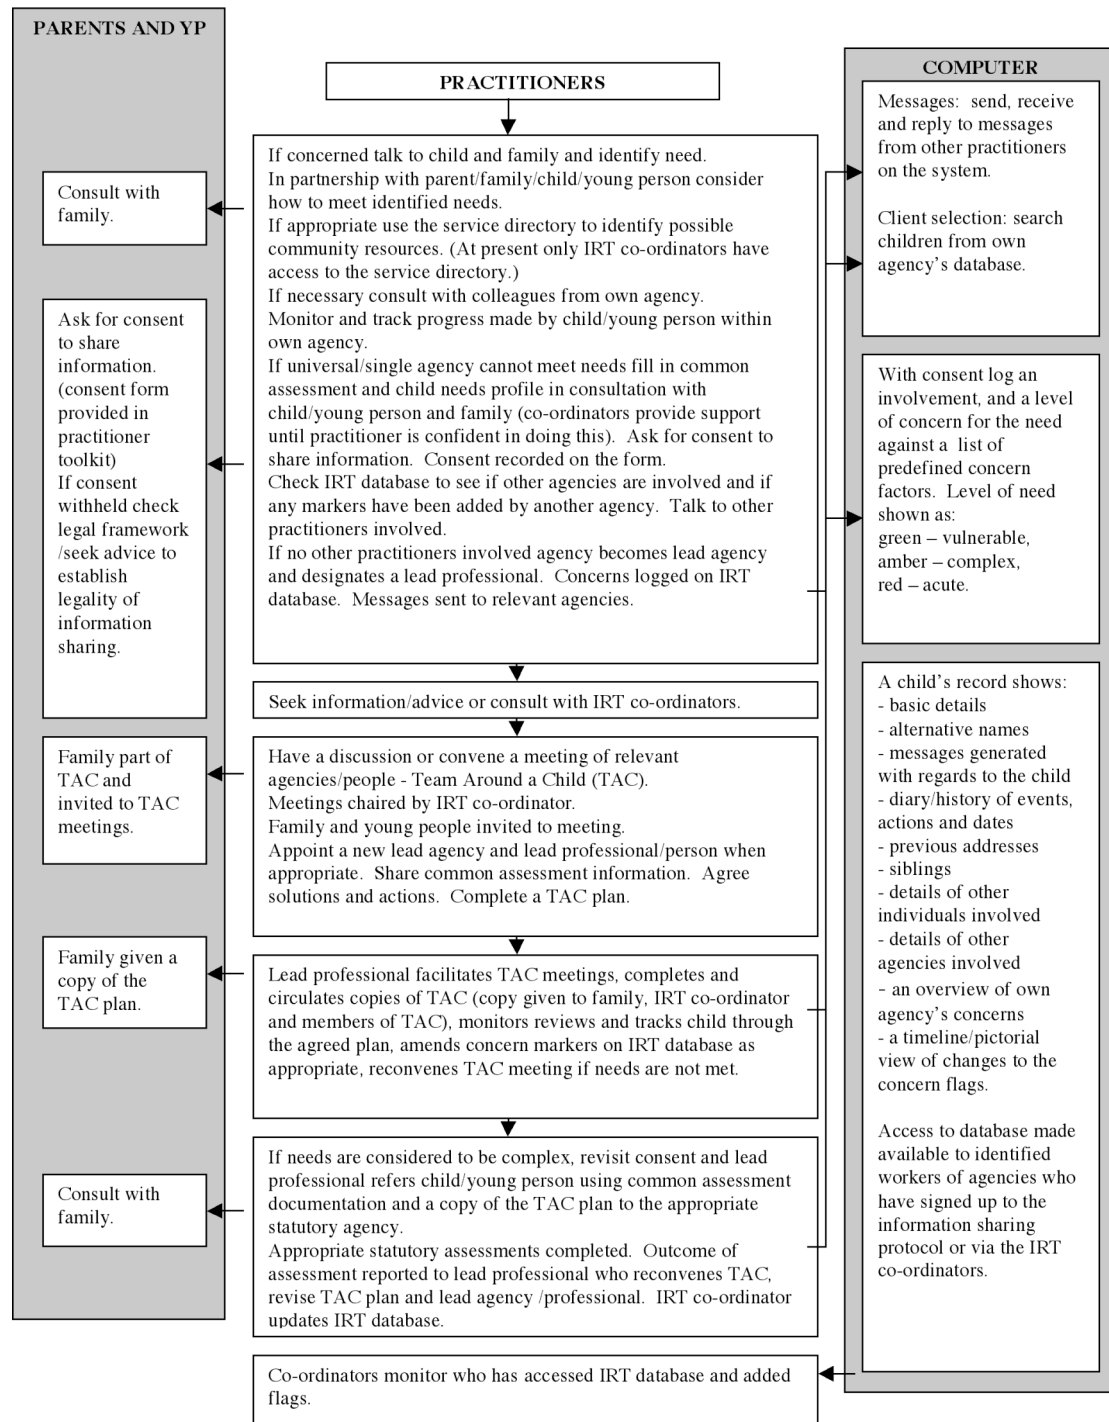 PARENTS AND YP
Consult with
family.
Ask for consent
to share
information.
(consent form
provided in
practitioner
toolkit)
If consent
withheld check
legal framework
/seek advice to
establish
legality of
information
sharing.
Family part of
TAC and
invited to TAC
meetings.
Family given a
copy of the
TAC plan.
Consult with
family.
PRACTITIONERS
If concerned talk to child and family and identify need.
In partnership with parent/family/child/young person consider
how to meet identified needs.
If appropriate use the service directory to identify possible
community resources. (At present only IRT co-ordinators have
access to the service directory.)
If necessary consult with colleagues from own agency.
Monitor and track progress made by child/young person within
own agency.
If universal/single agency cannot meet needs fill in common
assessment and child needs profile in consultation with
child/young person and family (co-ordinators provide support
until practitioner is confident in doing this).  Ask for consent to
share information.  Consent recorded on the form.
Check IRT database to see if other agencies are involved and if
any markers have been added by another agency.  Talk to other
practitioners involved.
If no other practitioners involved agency becomes lead agency
and designates a lead professional.  Concerns logged on IRT
database.  Messages sent to relevant agencies.
Seek information/advice or consult with IRT co-ordinators.
Have a discussion or convene a meeting of relevant
agencies/people - Team Around a Child (TAC).
Meetings chaired by IRT co-ordinator.
Family and young people invited to meeting.
Appoint a new lead agency and lead professional/person when
appropriate.  Share common assessment information.  Agree
solutions and actions.  Complete a TAC plan.
Lead professional facilitates TAC meetings, completes and
circulates copies of TAC (copy given to family, IRT co-ordinator
and members of TAC), monitors reviews and tracks child through
the agreed plan, amends concern markers on IRT database as
appropriate, reconvenes TAC meeting if needs are not met.
If needs are considered to be complex, revisit consent and lead
professional refers child/young person using common assessment
documentation and a copy of the TAC plan to the appropriate
statutory agency.
Appropriate statutory assessments completed.  Outcome of
assessment reported to lead professional who reconvenes TAC,
revise TAC plan and lead agency /professional.  IRT co-ordinator
updates IRT database.
Co-ordinators monitor who has accessed IRT database and added
flags.
COMPUTER
Messages:  send, receive
and reply to messages
from other practitioners
on the system.
Client selection: search
children from own
agency's database.
With consent log an
involvement, and a level
of concern for the need
against a  list of
predefined concern
factors.  Level of need
shown as:
green – vulnerable,
amber – complex,
red – acute.
A child's record shows:
- basic details
- alternative names
- messages generated
with regards to the child
- diary/history of events,
actions and dates
- previous addresses
- siblings
- details of other
individuals involved
- details of other
agencies involved
- an overview of own
agency's concerns
- a timeline/pictorial
view of changes to the
concern flags.
Access to database made
available to identified
workers of agencies who
have signed up to the
information sharing
protocol or via the IRT
co-ordinators.